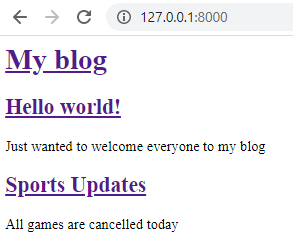 127.0.0.1:8000
My blog
Hello world!
Just wanted to welcome everyone to my blog
Sports Updates
All games are cancelled today